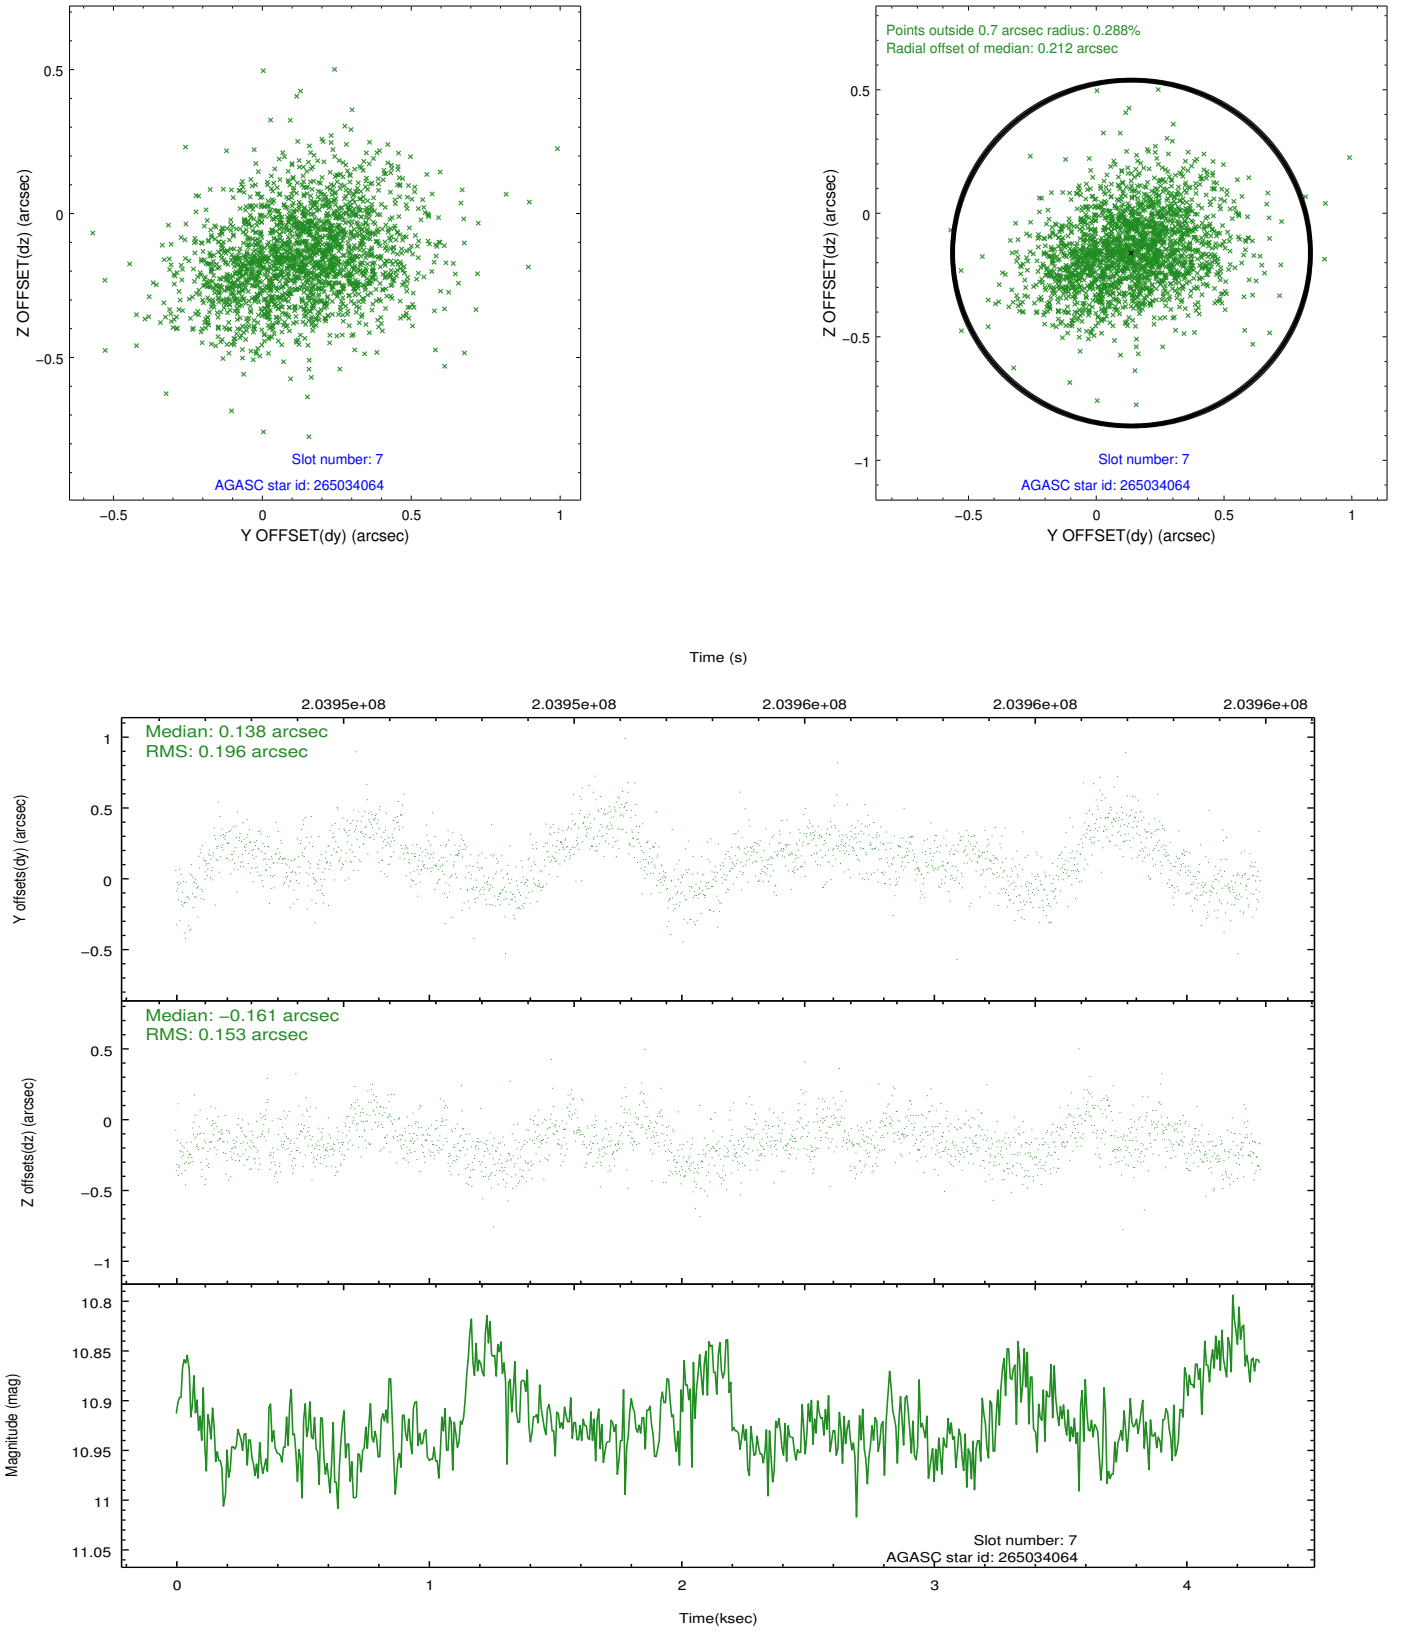 0.5
0
−0.5
Z OFFSET(dz) (arcsec)
Slot number: 7
AGASC star id: 265034064
−0.5 0 0.5 1
Y OFFSET(dy) (arcsec)
Points outside 0.7 arcsec radius: 0.288%
Radial offset of median: 0.212 arcsec
0.5
0
−0.5
−1
Z OFFSET(dz) (arcsec)
Slot number: 7
AGASC star id: 265034064
−0.5 0 0.5 1
Y OFFSET(dy) (arcsec)
Time (s)
2.0395e+08 2.0395e+08 2.0396e+08 2.0396e+08 2.0396e+08
Median: 0.138 arcsec
RMS: 0.196 arcsec
1
0.5
0
−0.5
Y offsets(dy) (arcsec)
Median: −0.161 arcsec
RMS: 0.153 arcsec
0.5
0
−0.5
−1
Z offsets(dz) (arcsec)
10.8
10.85
10.9
10.95
11
11.05
Magnitude (mag)
Slot number: 7
AGASC star id: 265034064
0 1 2 3 4
Time(ksec)